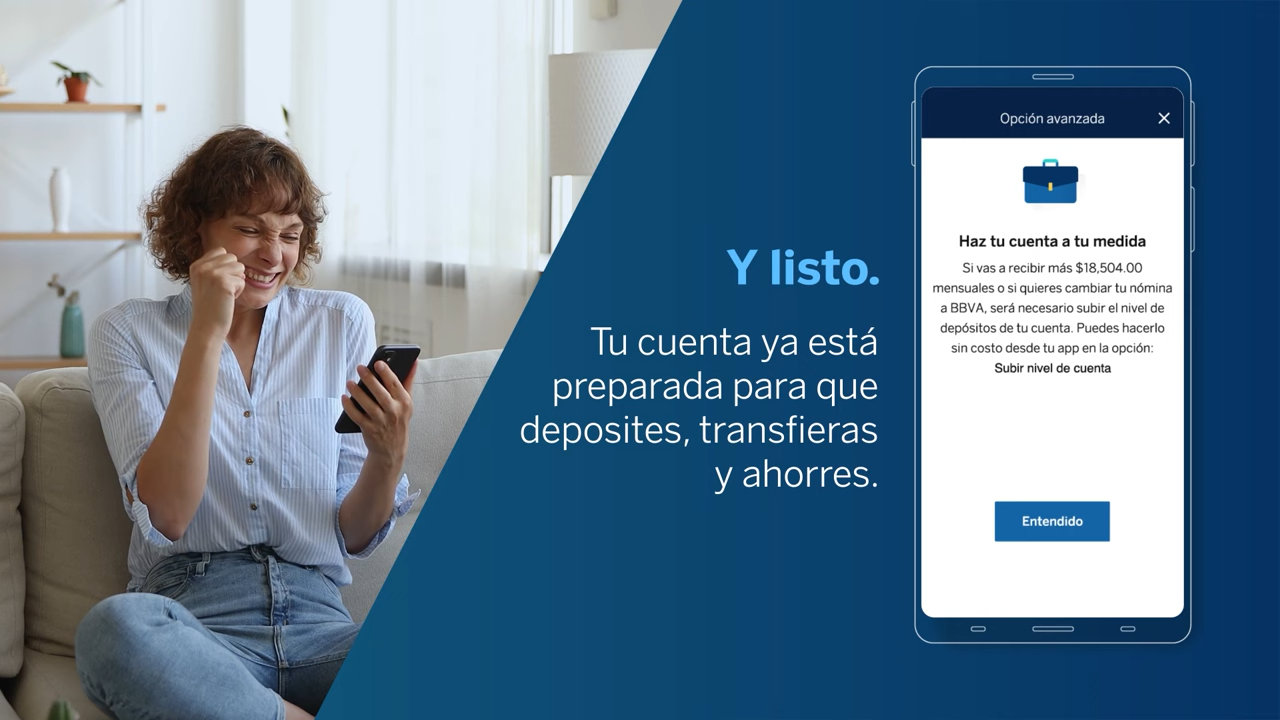 Y listo.
Tu cuenta ya está
preparada para que
deposites, transfieras
y ahorres.
Opción avanzada
Haz tu cuenta a tu medida
Si vas a recibir más $18,504.00
mensuales o si quieres cambiar tu nómina
a BBVA, será necesario subir el nivel de
depósitos de tu cuenta. Puedes hacerlo
sin costo desde tu app en la opción:
Subir nivel de cuenta
Entendido